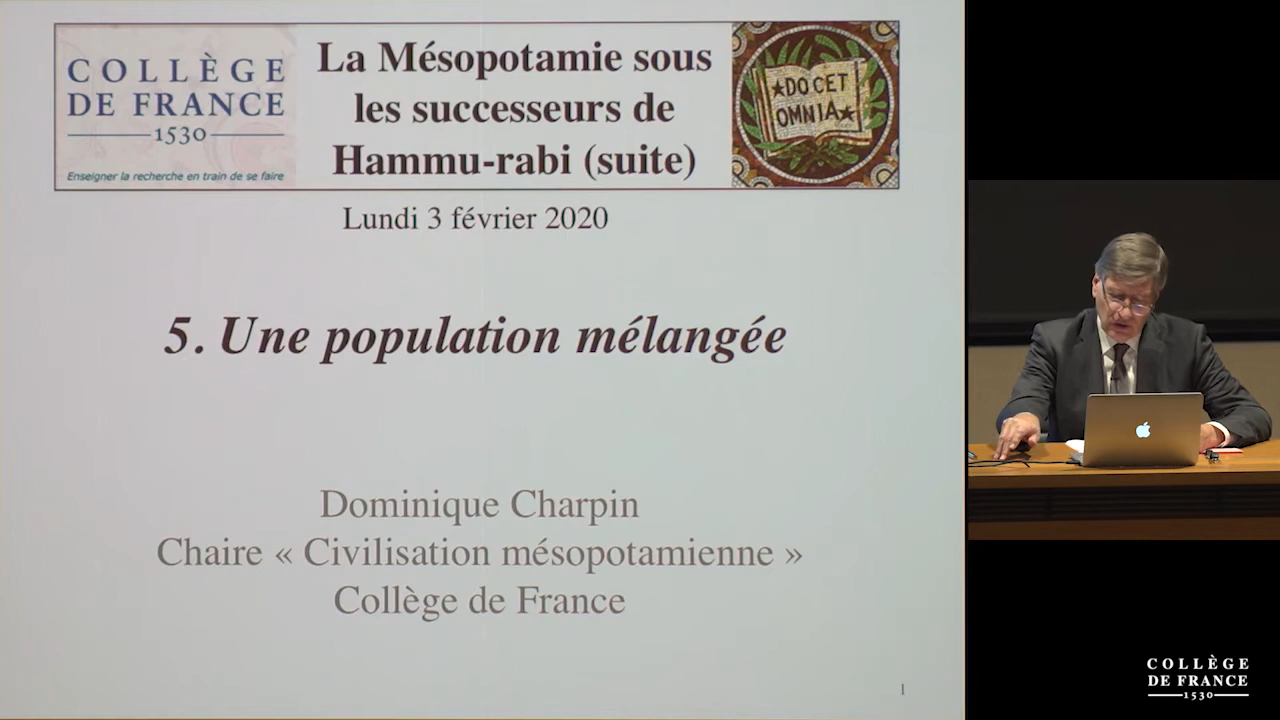 COLLÈGE
DE FRANCE
1530
Enseigner la recherche en train de se faire
La Mésopotamie sous
les successeurs de
Hammu-rabi (suite)
★DOCET
OMNIA★
Lundi 3 février 2020
5. Une population mélangée
Dominique Charpin
Chaire « Civilisation mésopotamienne »
Collège de France
1
COLLÈGE
DE FRANCE
1530